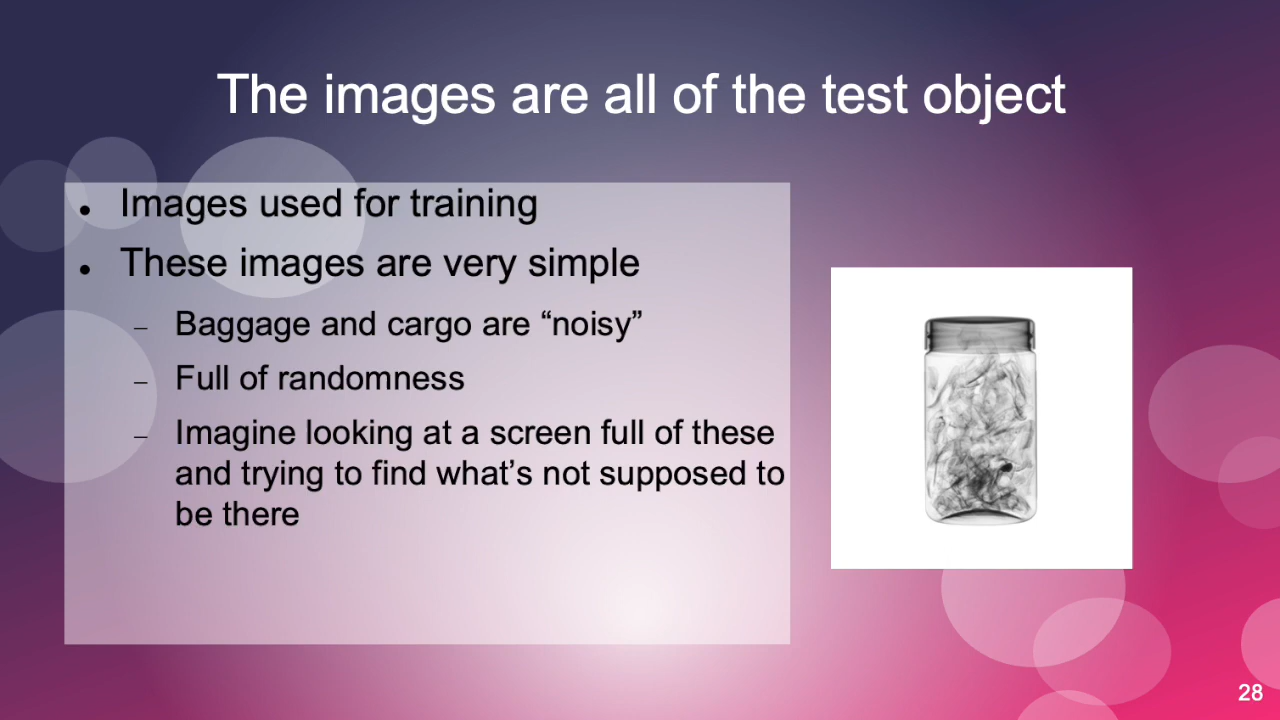 The images are all of the test object
● Images used for training
● These images are very simple
– Baggage and cargo are “noisy”
– Full of randomness
– Imagine looking at a screen full of these
and trying to find what’s not supposed to
be there
28